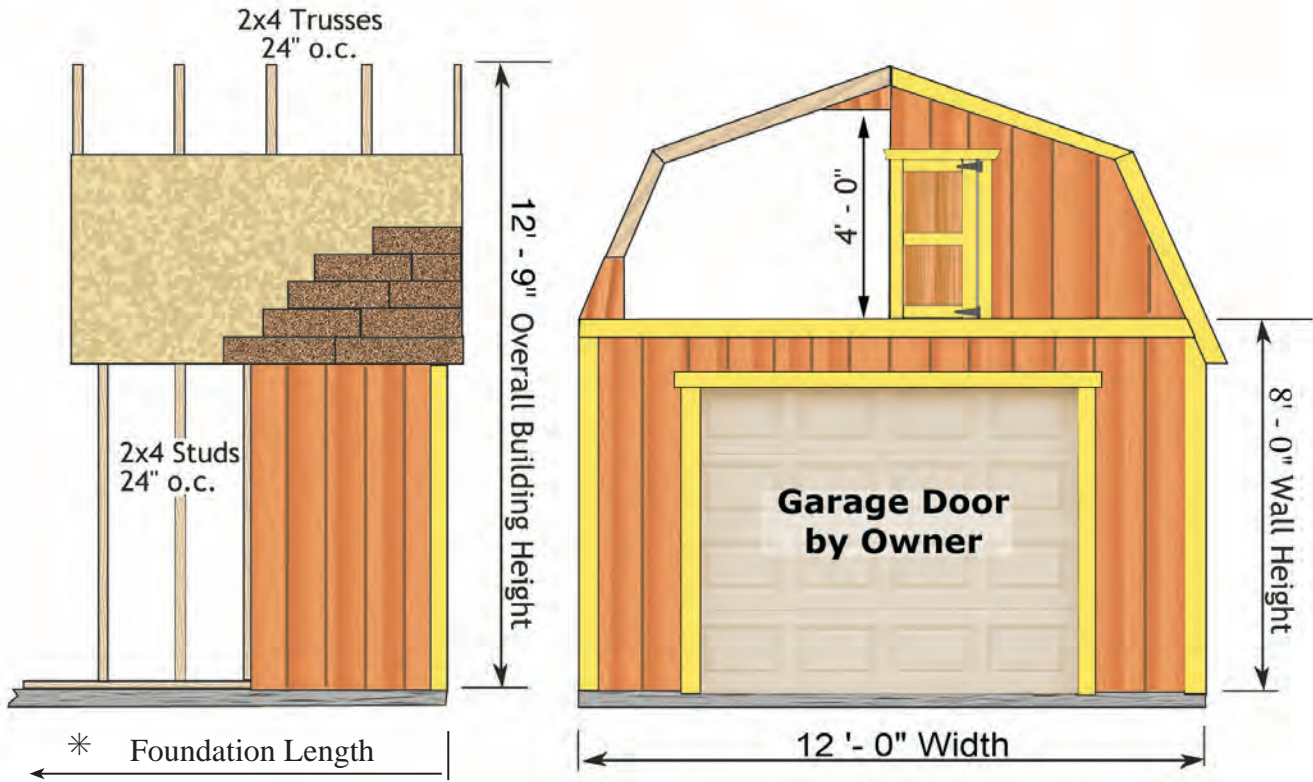 2x4 Trusses
24" o.c.
12' - 9" Overall Building Height
2x4 Studs
24" o.c.
✳ Foundation Length
4' - 0"
8' - 0" Wall Height
Garage Door
by Owner
12 '- 0" Width